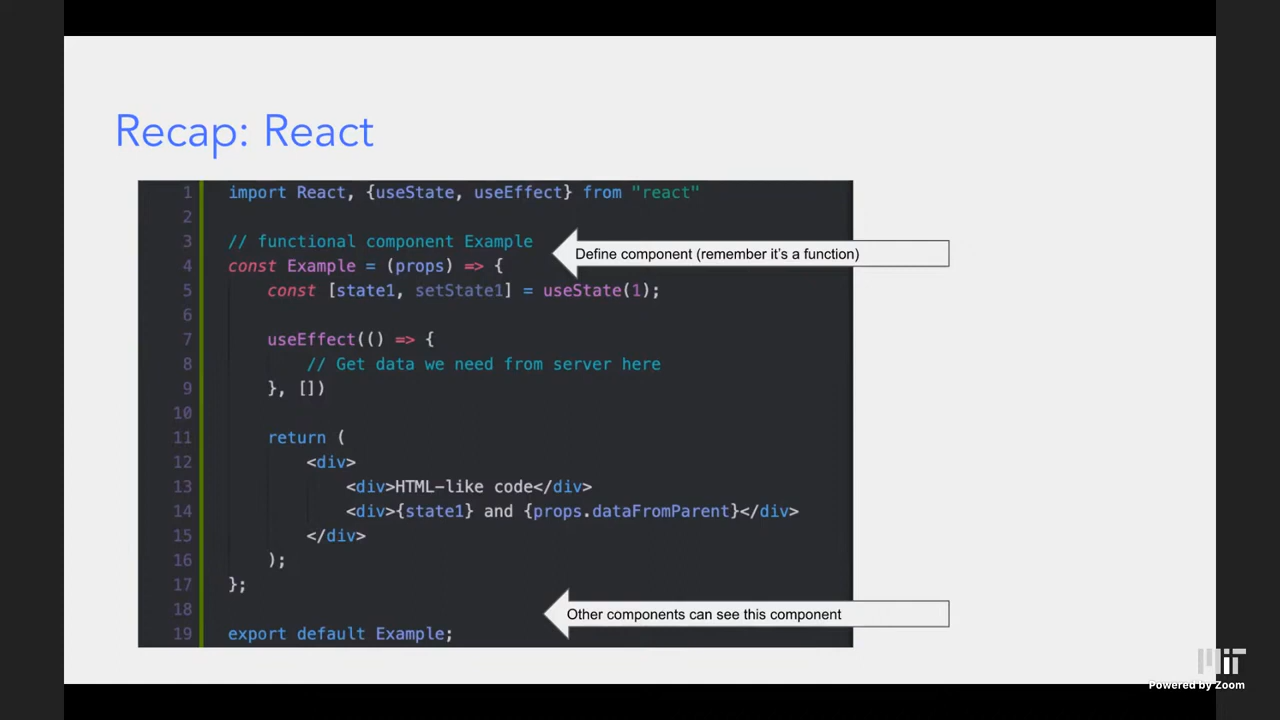 Recap: React
1 import React, {useState, useEffect} from "react"
2
3 // functional component Example
Define component (remember it's a function)
4 const Example = (props) => {
5 const [state1, setState1] = useState(1);
6
7 useEffect(() => {
8 // Get data we need from server here
9 }, [])
10
11 return (
12 <div>
13 <div>HTML-like code</div>
14 <div>{state1} and {props.dataFromParent}</div>
15 </div>
16 );
17 };
18
Other components can see this component
19 export default Example;
MIT
Powered by Zoom